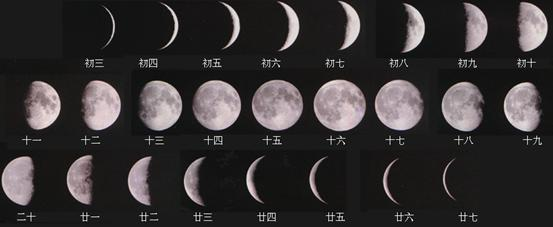 初三 初四 初五 初六 初七 初八 初九 初十
十一 十二 十三 十四 十五 十六 十七 十八 十九
二十 廿一 廿二 廿三 廿四 廿五 廿六 廿七